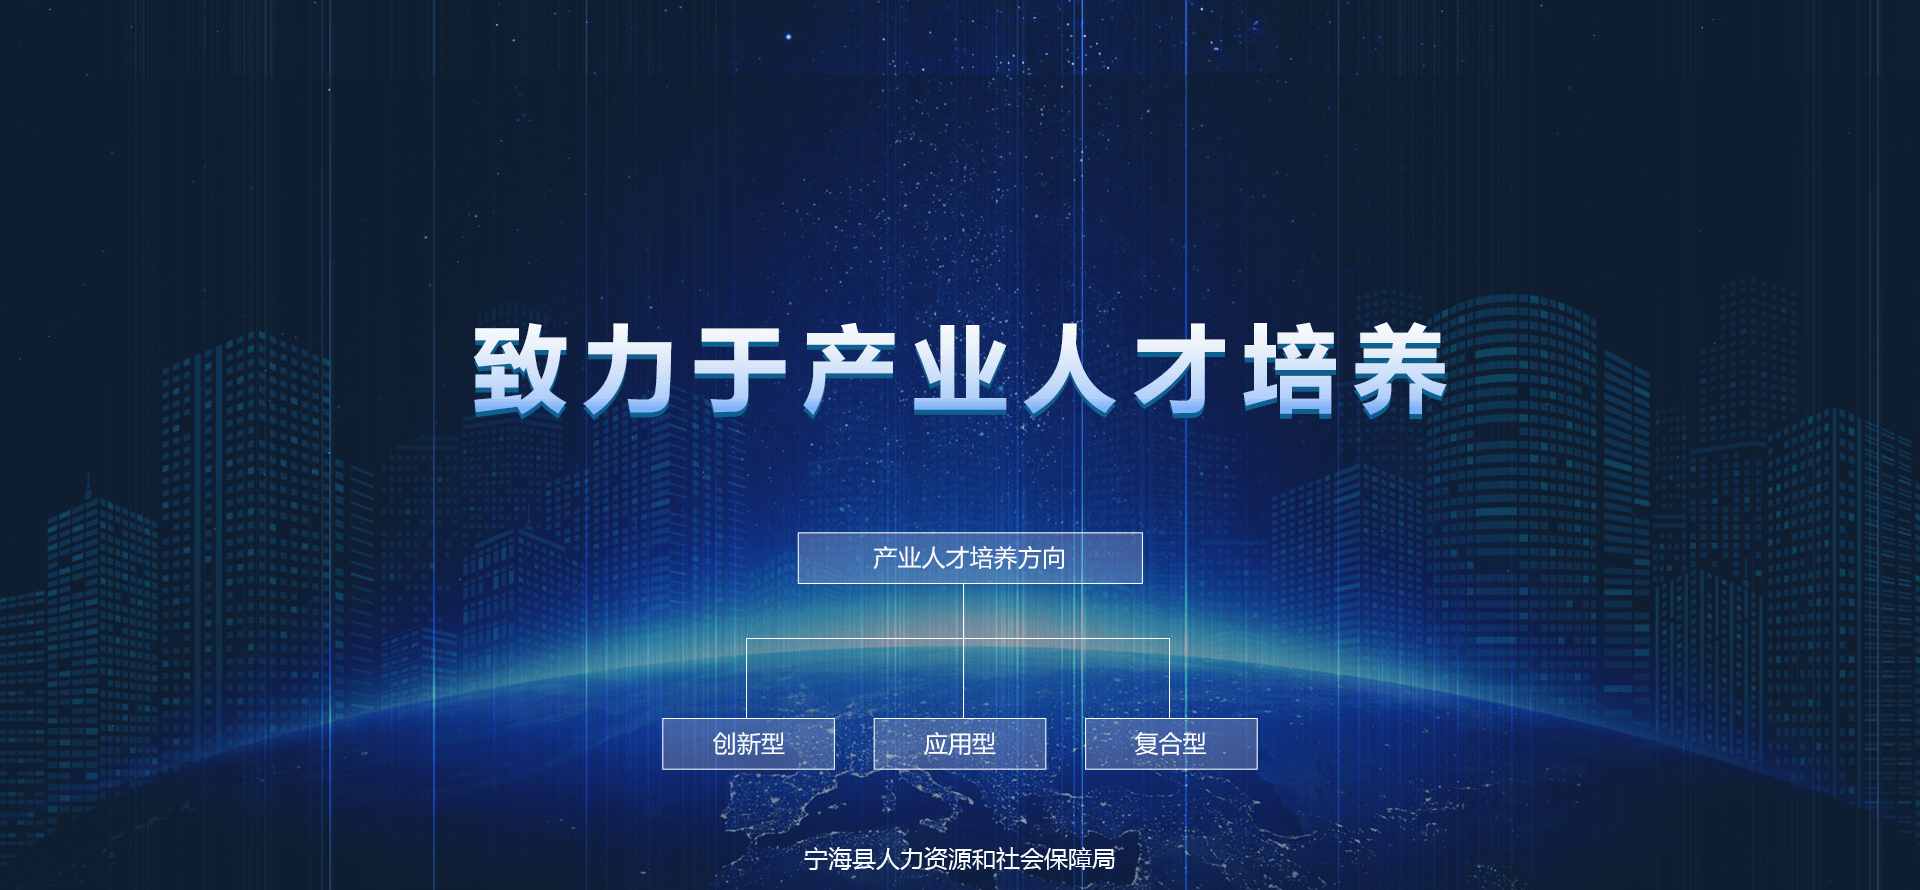 致力于产业人才培养
产业人才培养方向
创新型
应用型
复合型
宁海县人力资源和社会保障局